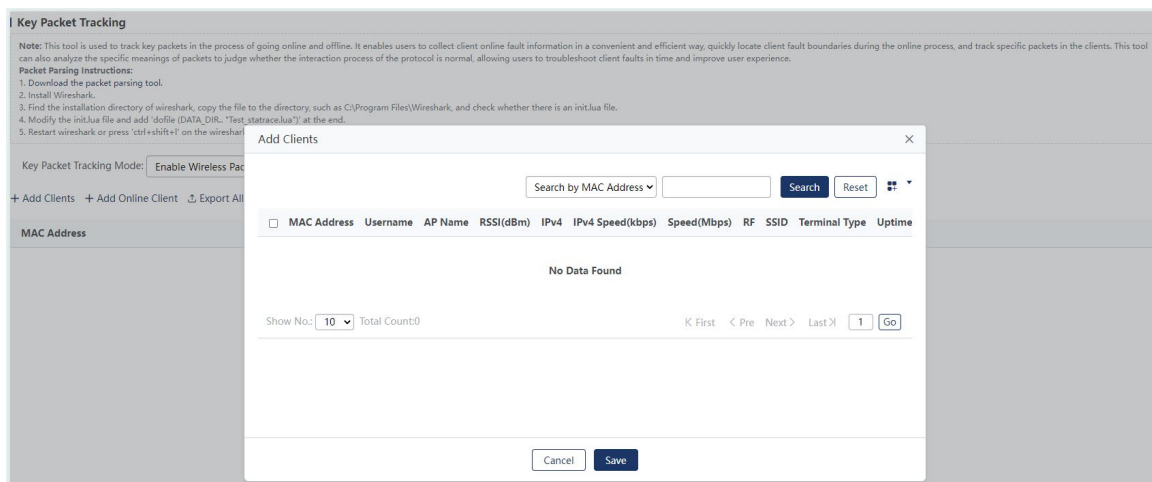 Key Packet Tracking
Note: This tool is used to track key packets in the process of going online and offline. It enables users to collect client online fault information in a convenient and efficient way, quickly locate client fault boundaries during the online process, and track specific packets in the clients. This tool
can also analyze the specific meanings of packets to judge whether the interaction process of the protocol is normal, allowing users to troubleshoot client faults in time and improve user experience.
Packet Parsing Instructions:
1. Download the packet parsing tool.
2. Install Wireshark.
3. Find the installation directory of wireshark, copy the file to the directory, such as C:\Program Files\Wireshark, and check whether there is an init.lua file.
4. Modify the init.lua file and add 'dofile (DATA_DIR.. "Test_statrace.lua")' at the end.
5. Restart wireshark or press 'ctrl+shift+l' on the wireshar
Add Clients
Key Packet Tracking Mode: Enable Wireless Pac
Search by MAC Address Search Reset
+ Add Clients + Add Online Client Export All
MAC Address Username AP Name RSSI(dBm) IPv4 IPv4 Speed(kbps) Speed(Mbps) RF SSID Terminal Type Uptime
MAC Address
No Data Found
Show No.: 10 Total Count:0 First < Pre Next > Last 1 Go
Cancel Save